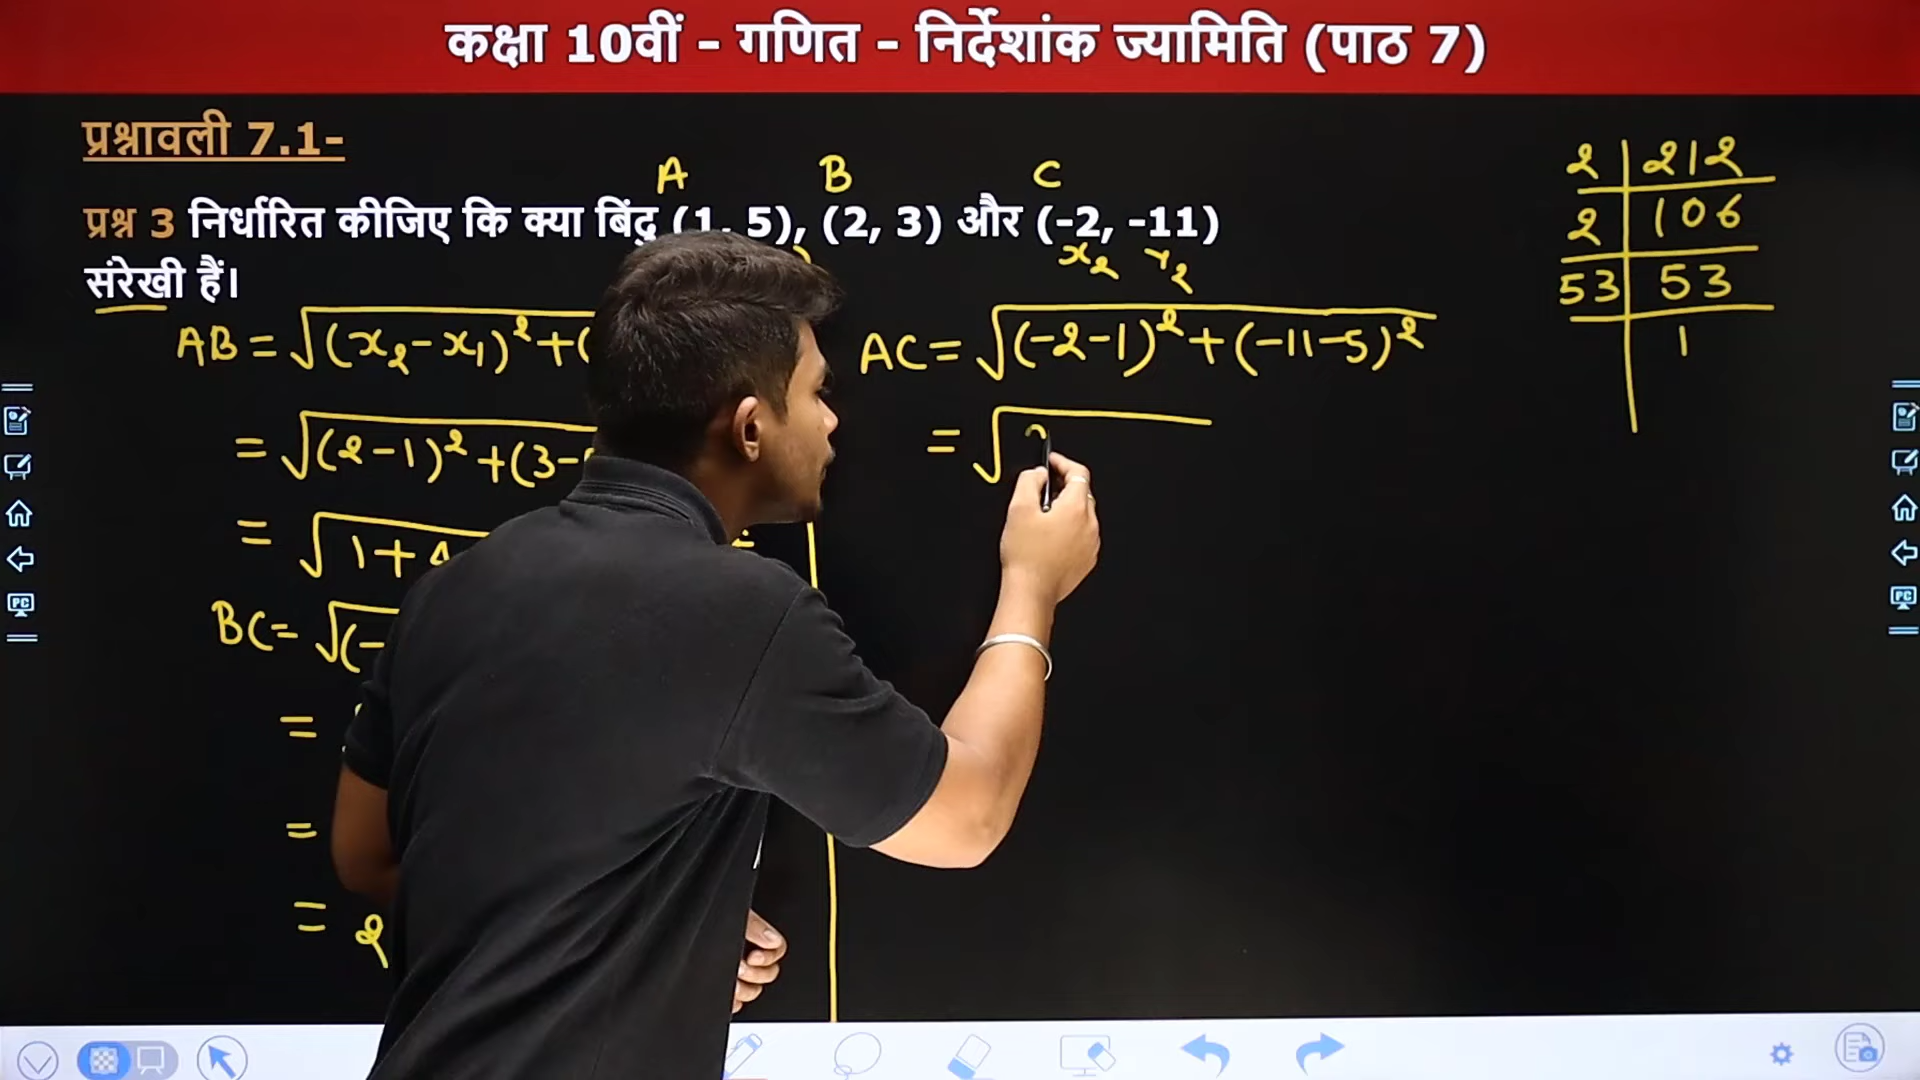 कक्षा 10वीं - गणित - निर्देशांक ज्यामिति (पाठ 7)
प्रश्नावली 7.1-
A B C
प्रश्न 3 निर्धारित कीजिए कि क्या बिंदु (1, 5), (2, 3) और (-2, -11)
x₂ Y₂
संरेखी हैं।
AB = √(x₂-x₁)²+(
= √(2-1)²+(3-
= √1+4
BC = √(-
=
=
= 2
AC = √(-2-1)²+(-11-5)²
= √
2 | 212
2 | 106
53 | 53
1
PC
PC